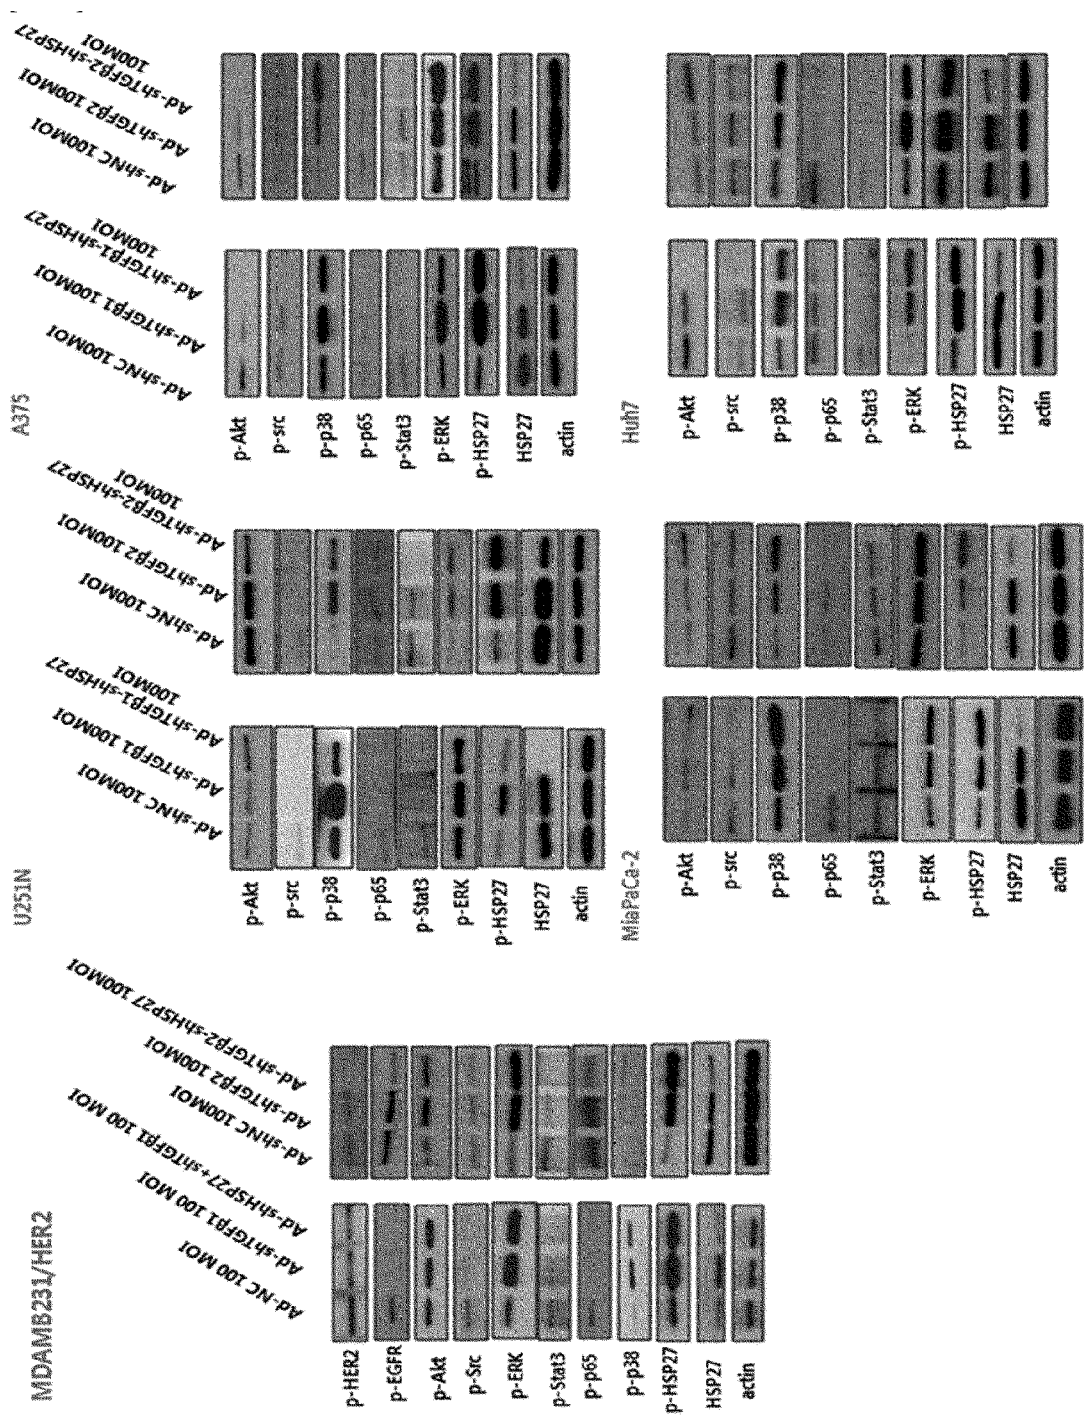 MDAMB231/HER2
Ad-NC 100 MOI
Ad-shTGFβ1 100 MOI
Ad-shHSP27+shTGFβ1 100 MOI
Ad-shNC 100MOI
Ad-shTGFβ2 100MOI
Ad-shTGFβ2-shHSP27 100MOI
p-HER2
p-EGFR
p-Akt
p-Src
p-ERK
p-Stat3
p-p65
p-p38
p-HSP27
HSP27
actin
U251N
Ad-shNC 100MOI
Ad-shTGFβ1 100MOI
Ad-shTGFβ1-shHSP27
100MOI
Ad-shNC 100MOI
Ad-shTGFβ2 100MOI
Ad-shTGFβ2-shHSP27
100MOI
p-Akt
p-src
p-p38
p-p65
p-Stat3
p-ERK
p-HSP27
HSP27
actin
A375
Ad-shNC 100MOI
Ad-shTGFβ1 100MOI
Ad-shTGFβ1-shHSP27
100MOI
Ad-shNC 100MOI
Ad-shTGFβ2 100MOI
Ad-shTGFβ2-shHSP27
100MOI
p-Akt
p-src
p-p38
p-p65
p-Stat3
p-ERK
p-HSP27
HSP27
actin
MiaPaCa-2
p-Akt
p-src
p-p38
p-p65
p-Stat3
p-ERK
p-HSP27
HSP27
actin
Huh7
p-Akt
p-src
p-p38
p-p65
p-Stat3
p-ERK
p-HSP27
HSP27
actin